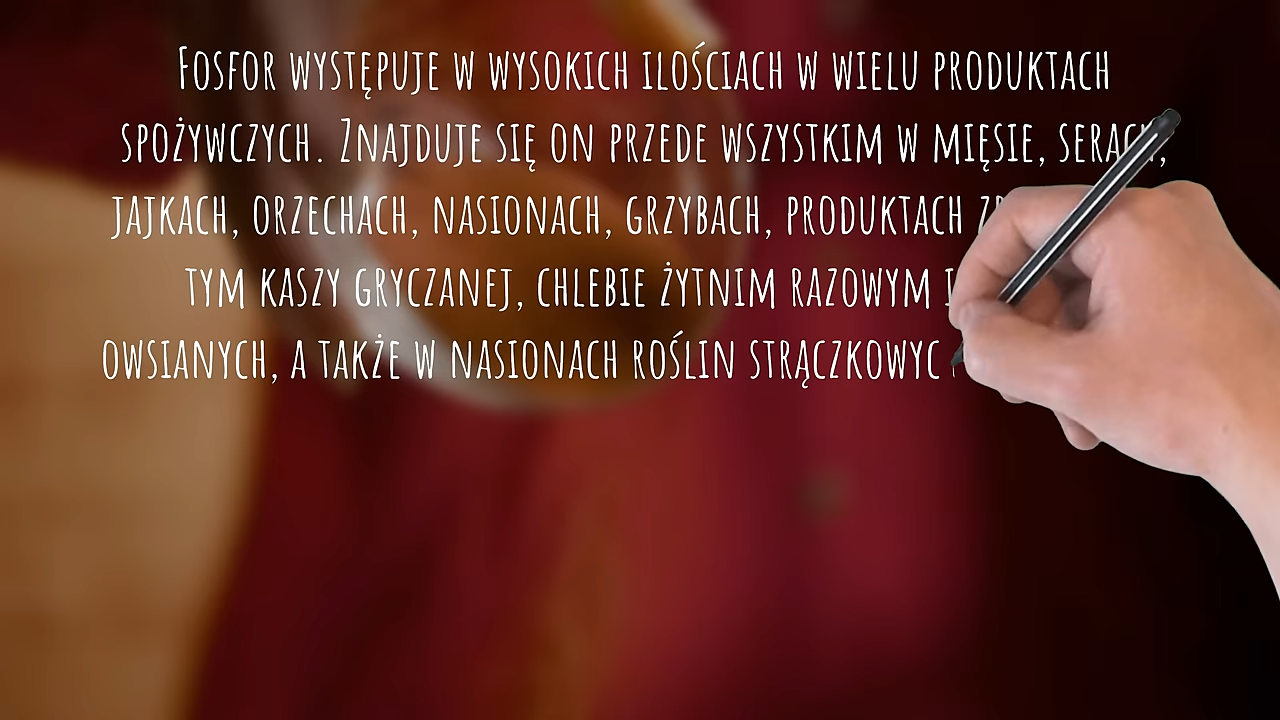 Fosfor występuje w wysokich ilościach w wielu produktach
spożywczych. Znajduje się on przede wszystkim w mięsie, serach,
jajkach, orzechach, nasionach, grzybach, produktach
tym kaszy gryczanej, chlebie żytnim razowym i
owsianych, a także w nasionach roślin strączkowyc